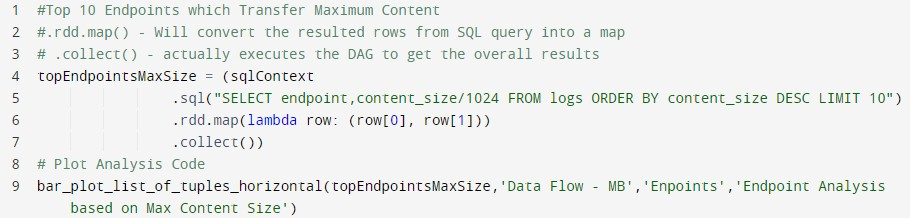 1 #Top 10 Endpoints which Transfer Maximum Content
2 #.rdd.map() - Will convert the resulted rows from SQL query into a map
3 # .collect() - actually executes the DAG to get the overall results
4 topEndpointsMaxSize = (sqlContext
5 .sql("SELECT endpoint,content_size/1024 FROM logs ORDER BY content_size DESC LIMIT 10")
6 .rdd.map(lambda row: (row[0], row[1]))
7 .collect())
8 # Plot Analysis Code
9 bar_plot_list_of_tuples_horizontal(topEndpointsMaxSize,'Data Flow - MB','Enpoints','Endpoint Analysis
based on Max Content Size')